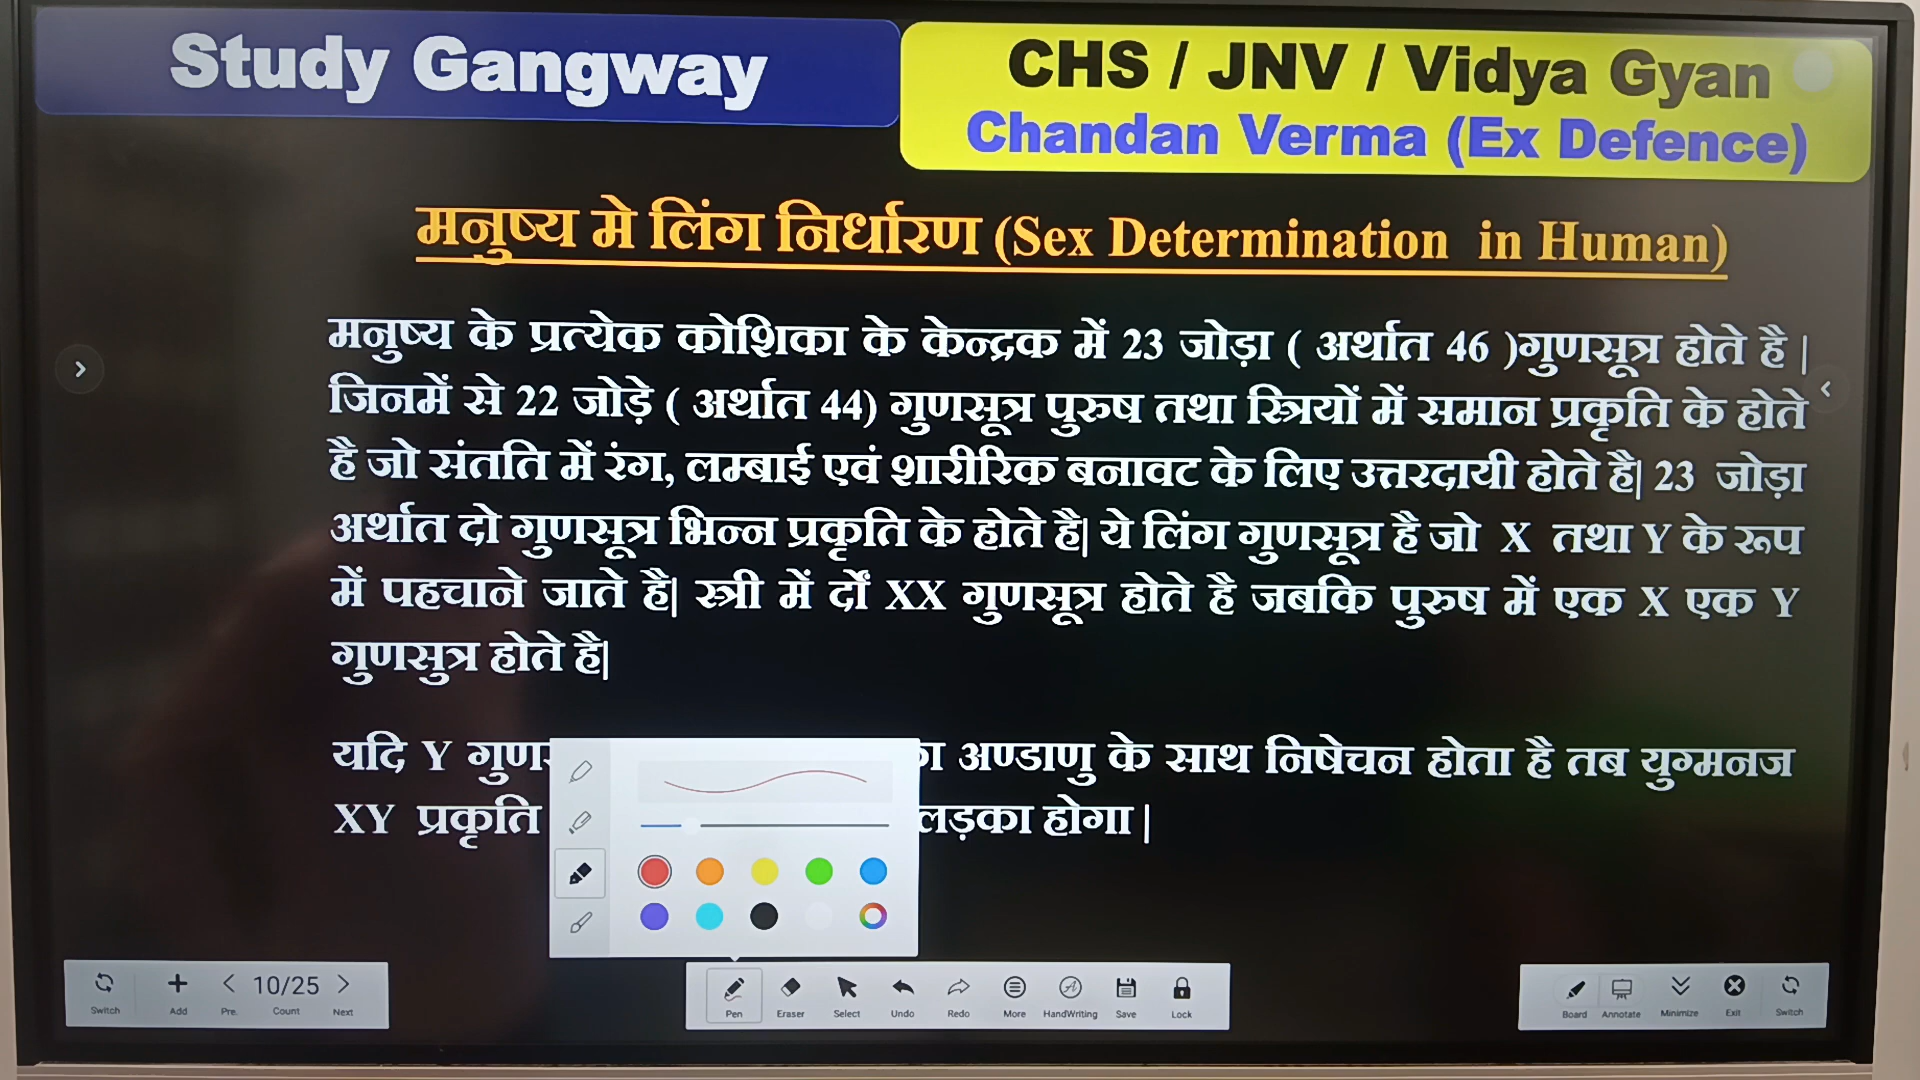 Study Gangway
CHS / JNV / Vidya Gyan
Chandan Verma (Ex Defence)
मनुष्य मे लिंग निर्धारण (Sex Determination in Human)
मनुष्य के प्रत्येक कोशिका के केन्द्रक में 23 जोड़ा ( अर्थात 46 )गुणसूत्र होते है |
जिनमें से 22 जोड़े ( अर्थात 44) गुणसूत्र पुरुष तथा स्त्रियों में समान प्रकृति के होते
है जो संतति में रंग, लम्बाई एवं शारीरिक बनावट के लिए उत्तरदायी होते है| 23 जोड़ा
अर्थात दो गुणसूत्र भिन्न प्रकृति के होते है| ये लिंग गुणसूत्र है जो X तथा Y के रूप
में पहचाने जाते है| स्त्री में दों XX गुणसूत्र होते है जबकि पुरुष में एक X एक Y
गुणसुत्र होते है|
यदि Y अण्डाणु के साथ निषेचन होता है तब युग्मनज
XY प्रकृति लड़का होगा |
10/25
Switch Add Pre. Count Next
Pen Eraser Select Undo Redo More HandWriting Save Lock
Board Annotate Minimize Exit Switch